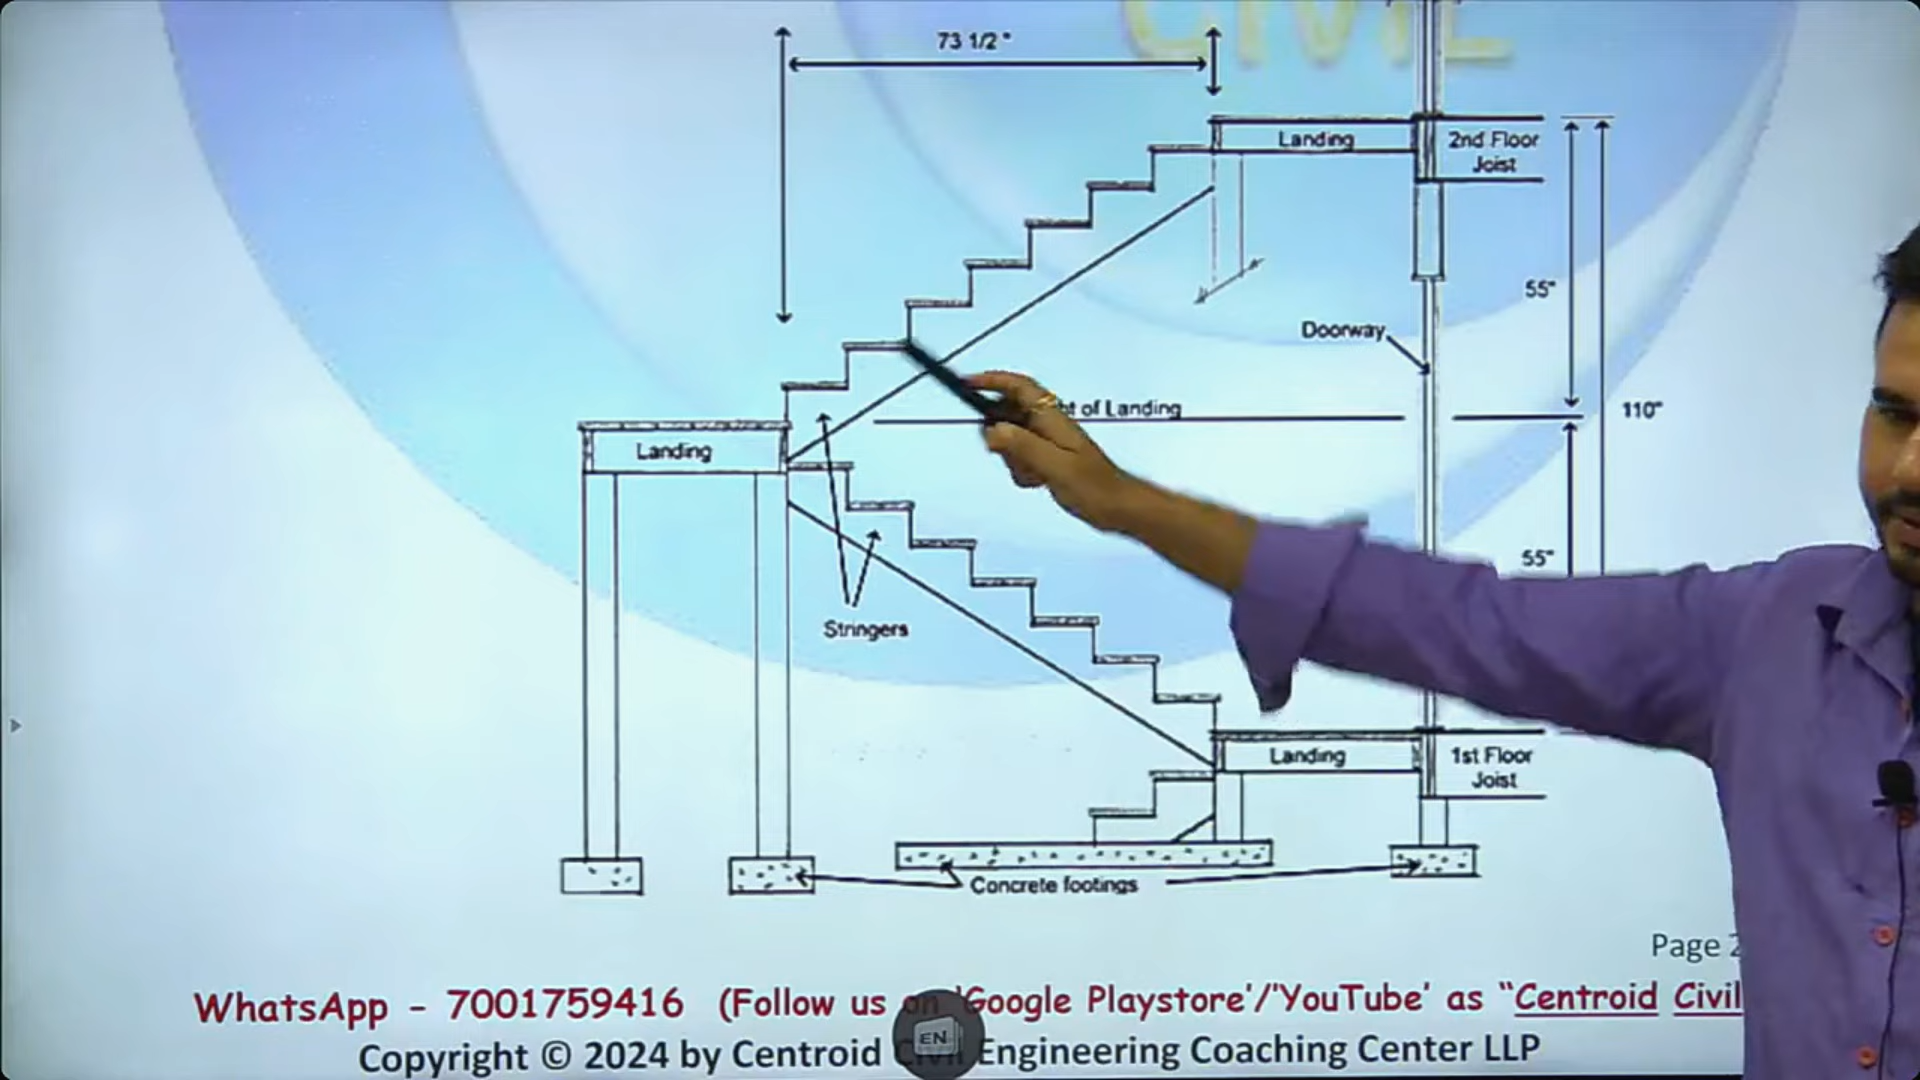 CIVIL
73 1/2 "
Landing
2nd Floor
Joist
55"
Doorway
of Landing
110"
Landing
55"
Stringers
Landing
1st Floor
Joist
Concrete footings
Page
WhatsApp - 7001759416 (Follow us on 'Google Playstore'/'YouTube' as “Centroid Civil
EN
Copyright © 2024 by Centroid Civil Engineering Coaching Center LLP